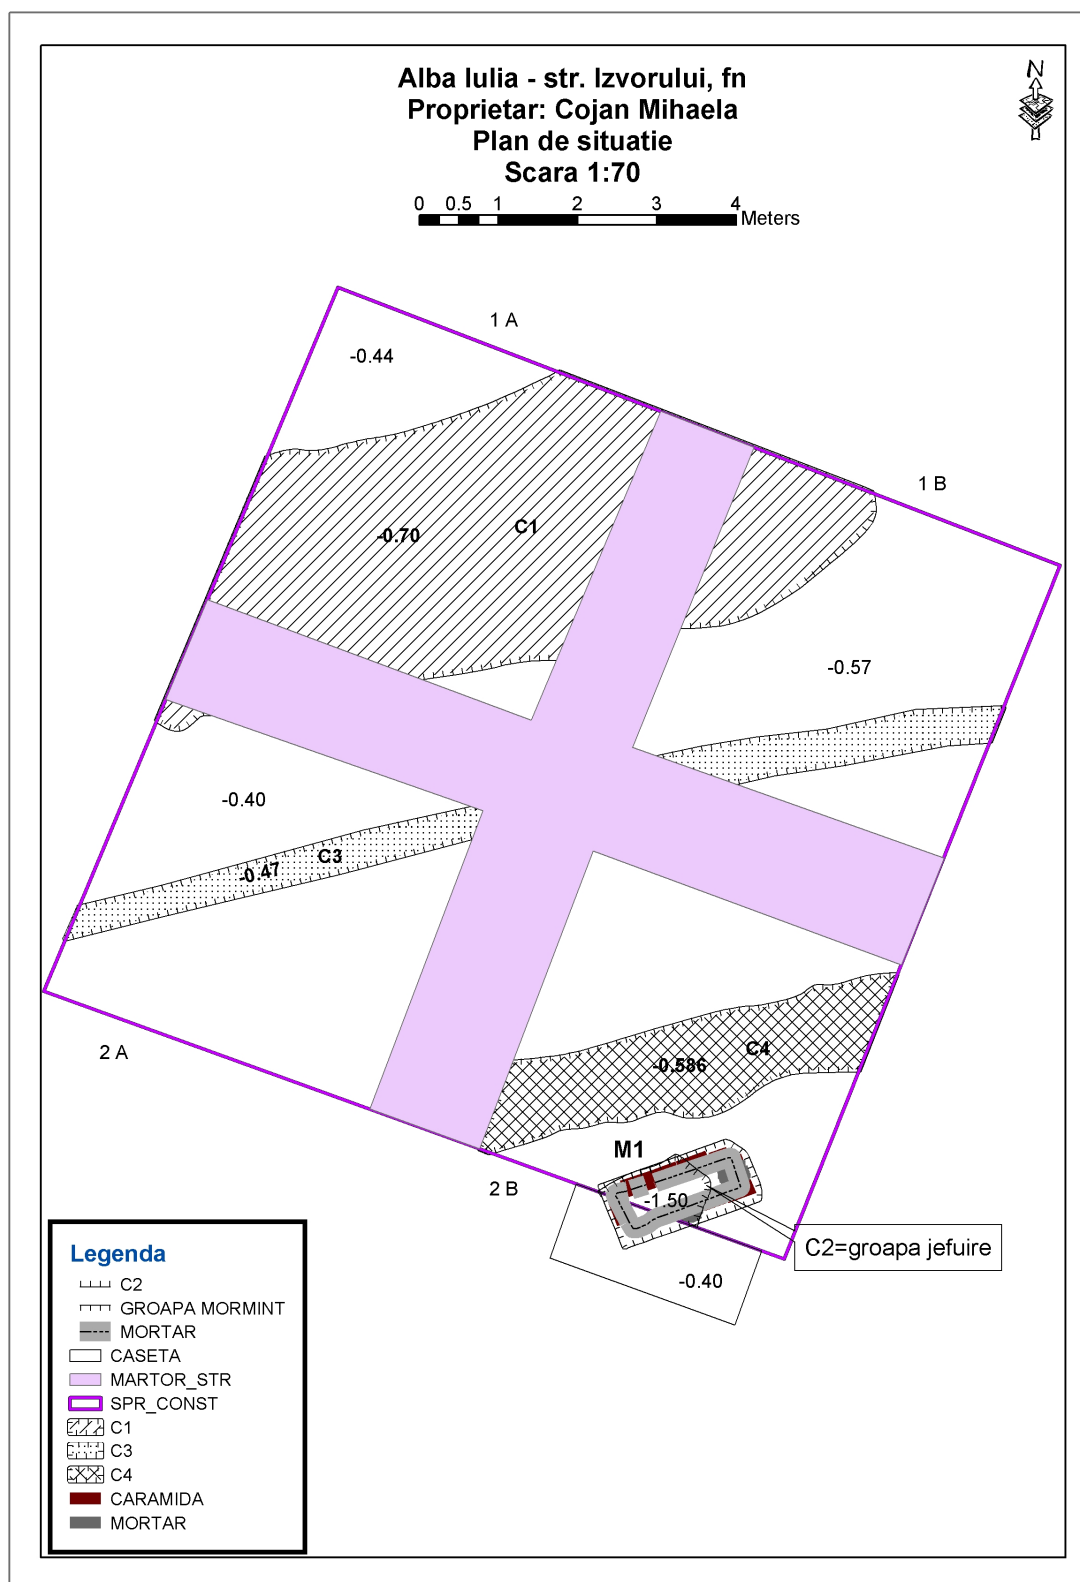 Alba Iulia - str. Izvorului, fn
Proprietar: Cojan Mihaela
Plan de situatie
Scara 1:70
N
0 0.5 1 2 3 4
Meters
1 A
-0.44
1 B
C1
-0.70
-0.57
-0.40
C3
-0.47
2 A
C4
-0.586
M1
2 B
-1.50
C2=groapa jefuire
-0.40
Legenda
C2
GROAPA MORMINT
MORTAR
CASETA
MARTOR_STR
SPR_CONST
C1
C3
C4
CARAMIDA
MORTAR